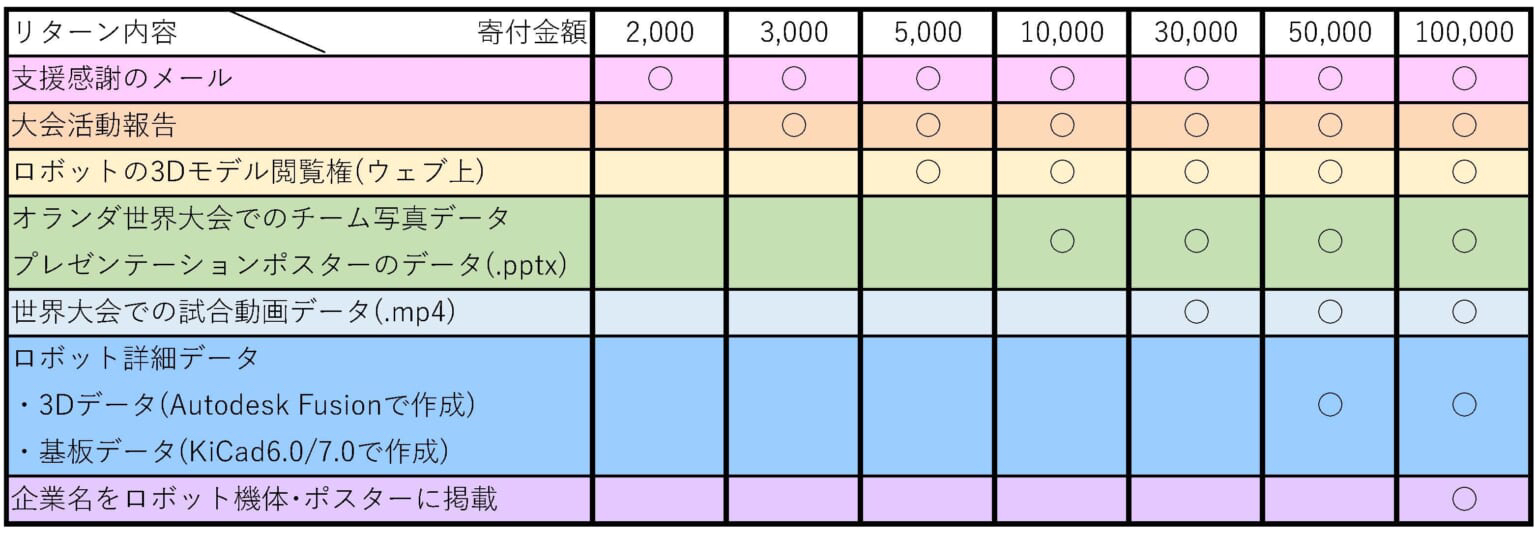 リターン内容 寄付金額 2,000 3,000 5,000 10,000 30,000 50,000 100,000
支援感謝のメール ○ ○ ○ ○ ○ ○ ○
大会活動報告 ○ ○ ○ ○ ○ ○
ロボットの3Dモデル閲覧権(ウェブ上) ○ ○ ○ ○ ○
オランダ世界大会でのチーム写真データ
プレゼンテーションポスターのデータ(.pptx) ○ ○ ○ ○
世界大会での試合動画データ(.mp4) ○ ○ ○
ロボット詳細データ
・3Dデータ(Autodesk Fusionで作成) ○ ○
・基板データ(KiCad6.0/7.0で作成)
企業名をロボット機体･ポスターに掲載 ○